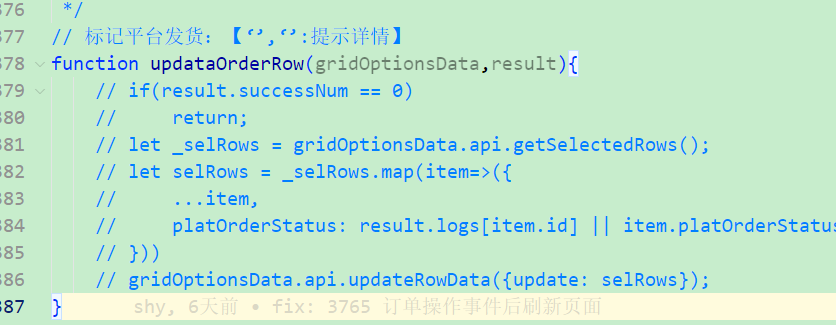 376 */
377 // 标记平台发货：【‘’,‘’:提示详情】
378 function updataOrderRow(gridOptionsData,result){
379 // if(result.successNum == 0)
380 //     return;
381 // let _selRows = gridOptionsData.api.getSelectedRows();
382 // let selRows = _selRows.map(item=>({
383 //     ...item,
384 //     platOrderStatus: result.logs[item.id] || item.platOrderStatus
385 // }))
386 // gridOptionsData.api.updateRowData({update: selRows});
387 } shy, 6天前 • fix: 3765 订单操作事件后刷新页面